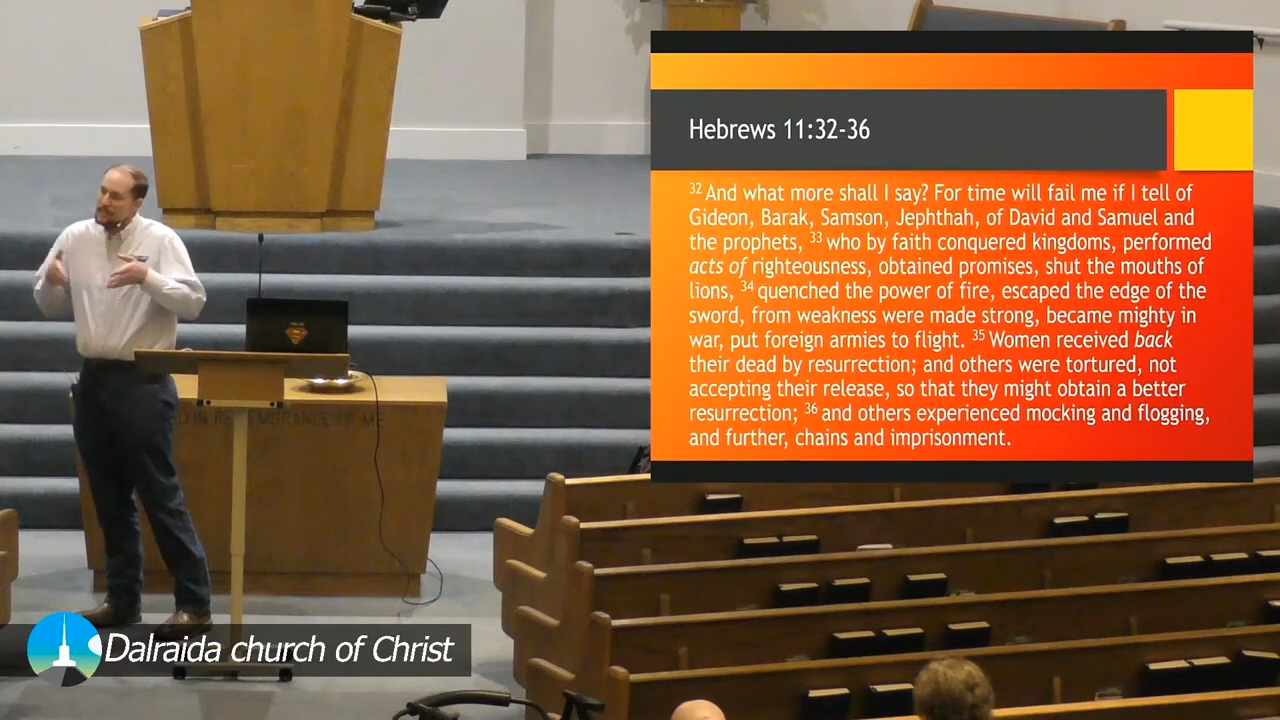 Hebrews 11:32-36
32 And what more shall I say? For time will fail me if I tell of
Gideon, Barak, Samson, Jephthah, of David and Samuel and
the prophets, 33 who by faith conquered kingdoms, performed
acts of righteousness, obtained promises, shut the mouths of
lions, 34 quenched the power of fire, escaped the edge of the
sword, from weakness were made strong, became mighty in
war, put foreign armies to flight. 35 Women received back
their dead by resurrection; and others were tortured, not
accepting their release, so that they might obtain a better
resurrection; 36 and others experienced mocking and flogging,
and further, chains and imprisonment.
IN REMEMBRANCE OF ME
Dalraida church of Christ